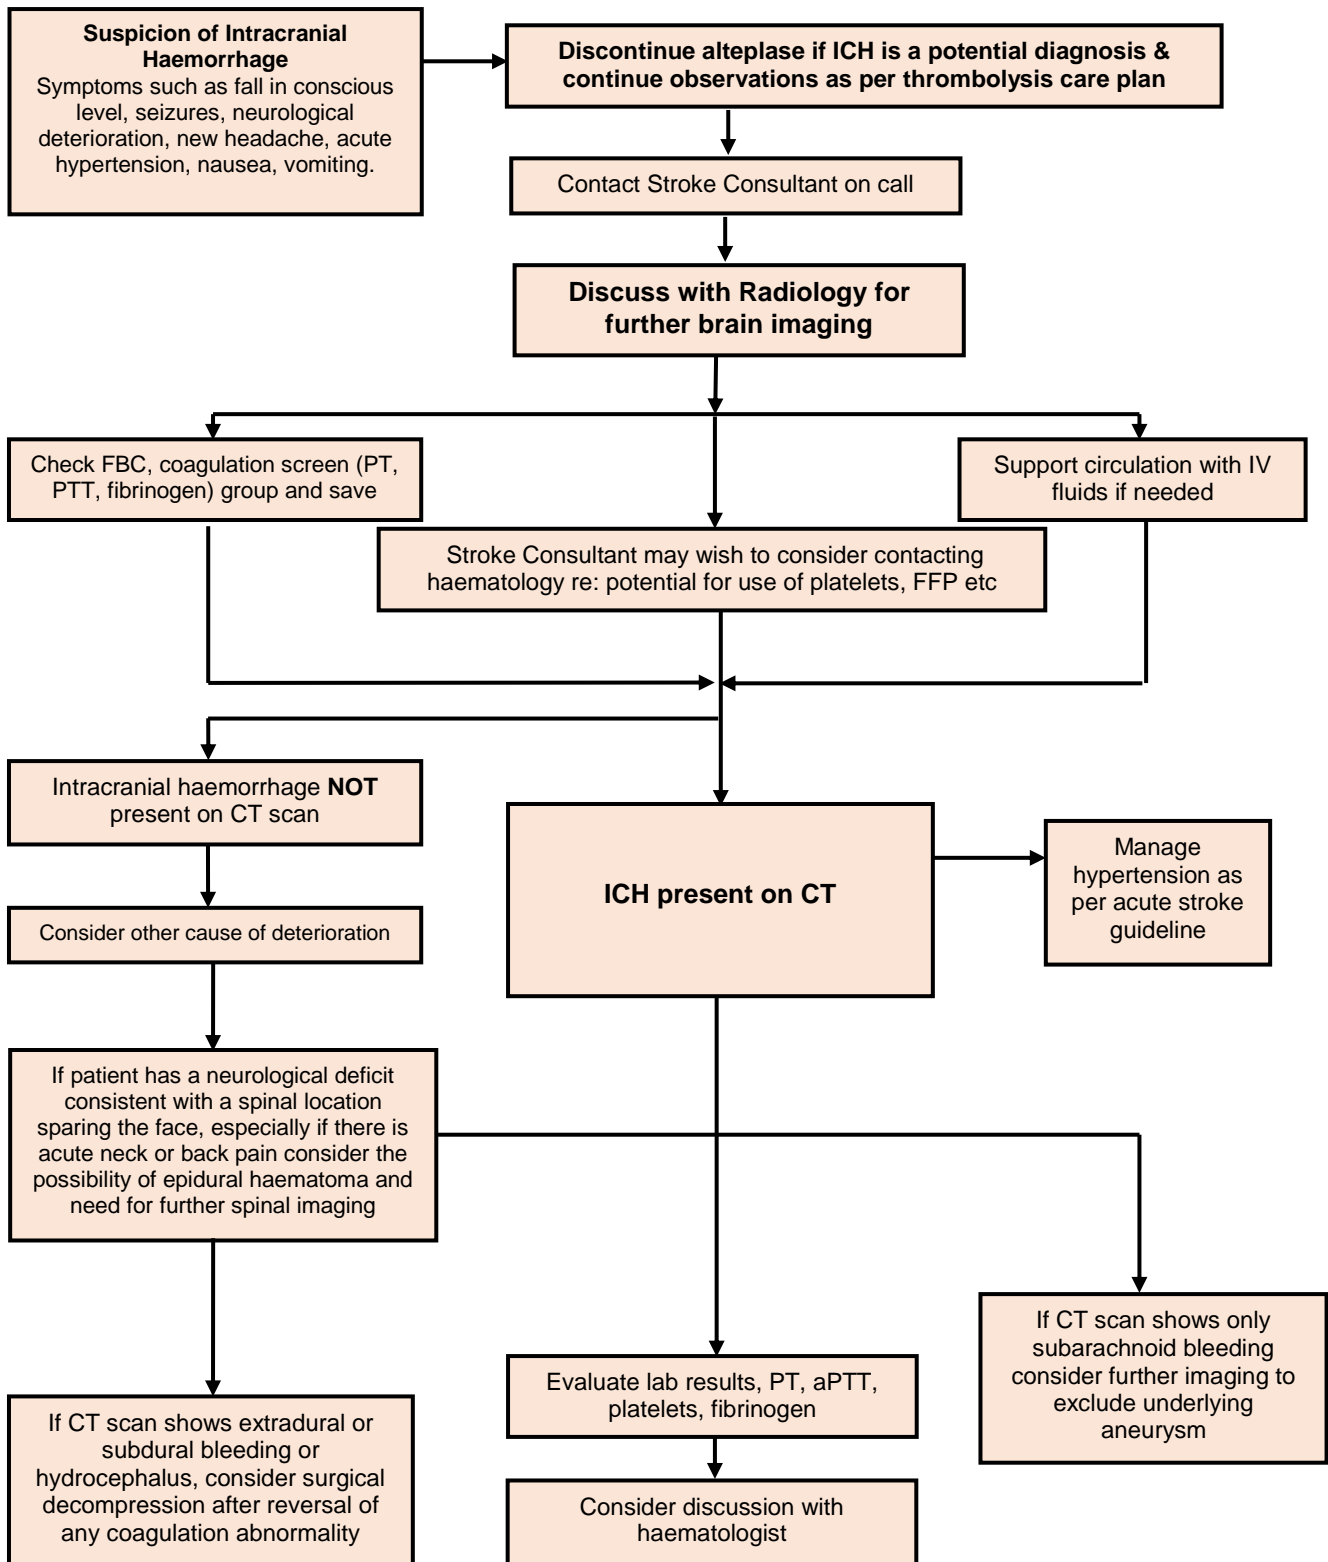 Suspicion of Intracranial
Haemorrhage
Symptoms such as fall in conscious
level, seizures, neurological
deterioration, new headache, acute
hypertension, nausea, vomiting.
Discontinue alteplase if ICH is a potential diagnosis &
continue observations as per thrombolysis care plan
Contact Stroke Consultant on call
Discuss with Radiology for
further brain imaging
Check FBC, coagulation screen (PT,
PTT, fibrinogen) group and save
Support circulation with IV
fluids if needed
Stroke Consultant may wish to consider contacting
haematology re: potential for use of platelets, FFP etc
Intracranial haemorrhage NOT
present on CT scan
ICH present on CT
Manage
hypertension as
per acute stroke
guideline
Consider other cause of deterioration
If patient has a neurological deficit
consistent with a spinal location
sparing the face, especially if there is
acute neck or back pain consider the
possibility of epidural haematoma and
need for further spinal imaging
If CT scan shows only
subarachnoid bleeding
consider further imaging to
exclude underlying
aneurysm
Evaluate lab results, PT, aPTT,
platelets, fibrinogen
If CT scan shows extradural or
subdural bleeding or
hydrocephalus, consider surgical
decompression after reversal of
any coagulation abnormality
Consider discussion with
haematologist